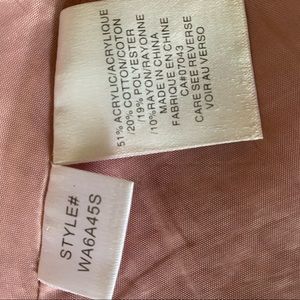 51% ACRYLIC/ACRYLIQUE
/20% COTTON/COTON
/19% POLYESTER
/10% RAYON/RAYONNE
MADE IN CHINA
FABRIQUE EN CHINE
CA#07043
CARE SEE REVERSE
VOIR AU VERSO
STYLE#
WA6A45S